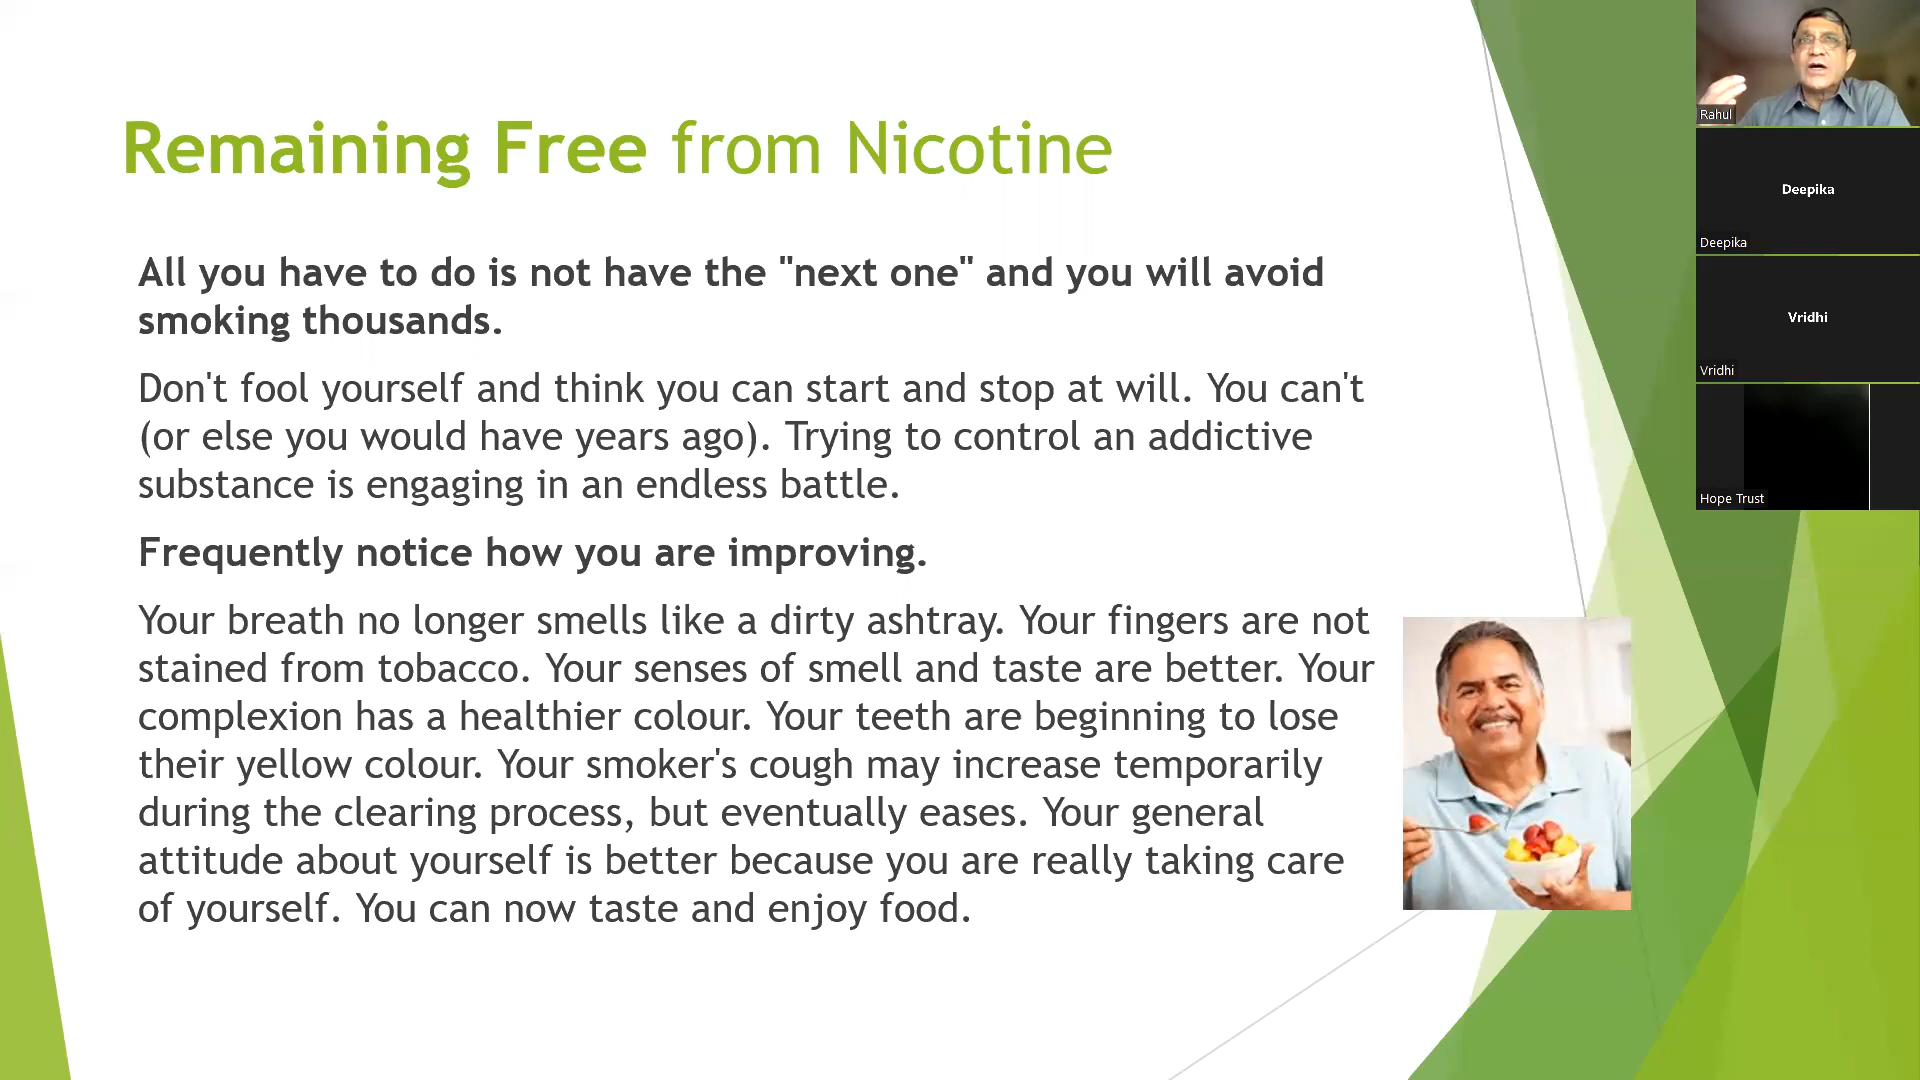 Remaining Free from Nicotine
All you have to do is not have the "next one" and you will avoid
smoking thousands.
Don't fool yourself and think you can start and stop at will. You can't
(or else you would have years ago). Trying to control an addictive
substance is engaging in an endless battle.
Frequently notice how you are improving.
Your breath no longer smells like a dirty ashtray. Your fingers are not
stained from tobacco. Your senses of smell and taste are better. Your
complexion has a healthier colour. Your teeth are beginning to lose
their yellow colour. Your smoker's cough may increase temporarily
during the clearing process, but eventually eases. Your general
attitude about yourself is better because you are really taking care
of yourself. You can now taste and enjoy food.
Rahul
Deepika
Deepika
Vridhi
Vridhi
Hope Trust